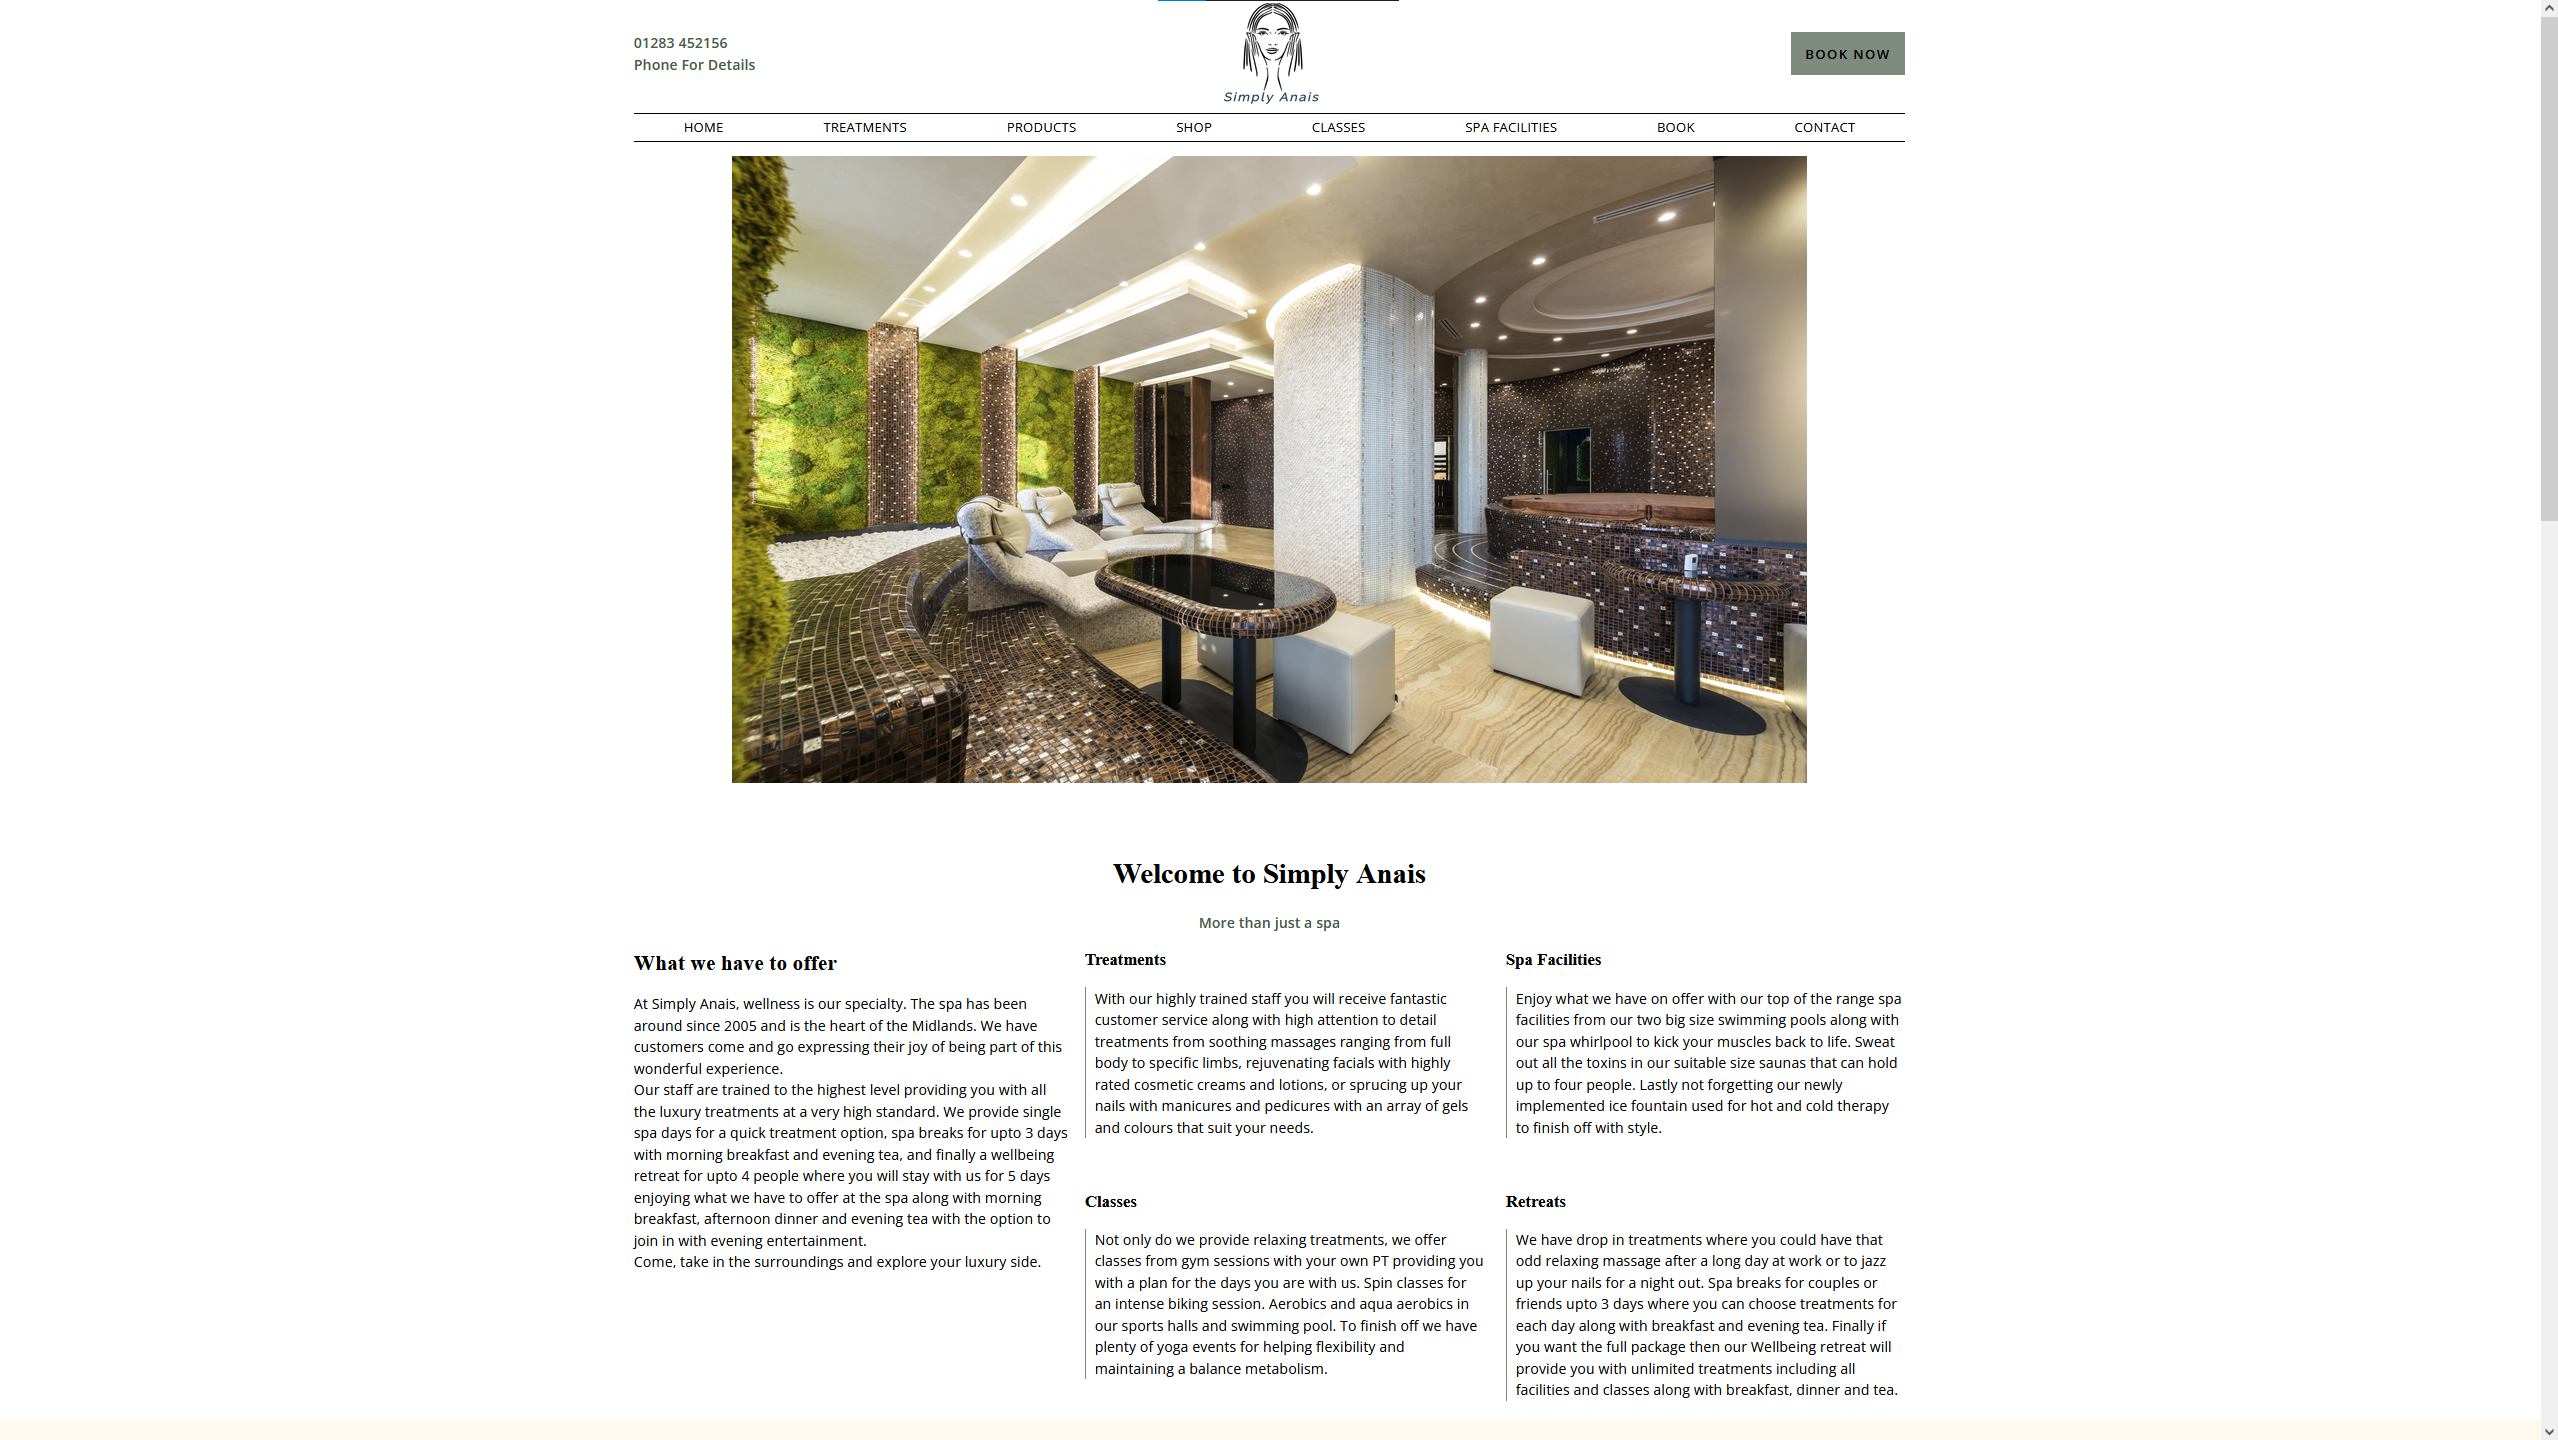 01283 452156
Phone For Details
Simply Anais
BOOK NOW
HOME TREATMENTS PRODUCTS SHOP CLASSES SPA FACILITIES BOOK CONTACT
Welcome to Simply Anais
More than just a spa
What we have to offer
At Simply Anais, wellness is our specialty. The spa has been
around since 2005 and is the heart of the Midlands. We have
customers come and go expressing their joy of being part of this
wonderful experience.
Our staff are trained to the highest level providing you with all
the luxury treatments at a very high standard. We provide single
spa days for a quick treatment option, spa breaks for upto 3 days
with morning breakfast and evening tea, and finally a wellbeing
retreat for upto 4 people where you will stay with us for 5 days
enjoying what we have to offer at the spa along with morning
breakfast, afternoon dinner and evening tea with the option to
join in with evening entertainment.
Come, take in the surroundings and explore your luxury side.
Treatments
With our highly trained staff you will receive fantastic
customer service along with high attention to detail
treatments from soothing massages ranging from full
body to specific limbs, rejuvenating facials with highly
rated cosmetic creams and lotions, or sprucing up your
nails with manicures and pedicures with an array of gels
and colours that suit your needs.
Spa Facilities
Enjoy what we have on offer with our top of the range spa
facilities from our two big size swimming pools along with
our spa whirlpool to kick your muscles back to life. Sweat
out all the toxins in our suitable size saunas that can hold
up to four people. Lastly not forgetting our newly
implemented ice fountain used for hot and cold therapy
to finish off with style.
Classes
Not only do we provide relaxing treatments, we offer
classes from gym sessions with your own PT providing you
with a plan for the days you are with us. Spin classes for
an intense biking session. Aerobics and aqua aerobics in
our sports halls and swimming pool. To finish off we have
plenty of yoga events for helping flexibility and
maintaining a balance metabolism.
Retreats
We have drop in treatments where you could have that
odd relaxing massage after a long day at work or to jazz
up your nails for a night out. Spa breaks for couples or
friends upto 3 days where you can choose treatments for
each day along with breakfast and evening tea. Finally if
you want the full package then our Wellbeing retreat will
provide you with unlimited treatments including all
facilities and classes along with breakfast, dinner and tea.